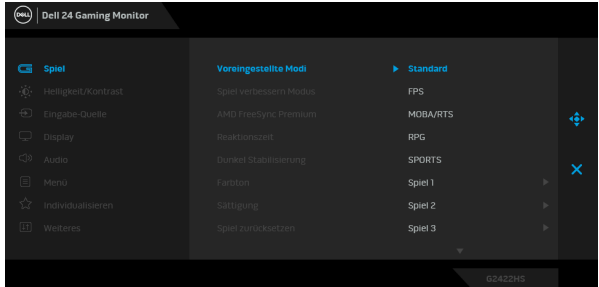 DELL Dell 24 Gaming Monitor
Spiel Voreingestellte Modi Standard
Helligkeit/Kontrast Spiel verbessern Modus FPS
Eingabe-Quelle AMD FreeSync Premium MOBA/RTS
Display Reaktionszeit RPG
Audio Dunkel Stabilisierung SPORTS
Menü Farbton Spiel 1
Individualisieren Sättigung Spiel 2
Weiteres Spiel zurücksetzen Spiel 3
G2422HS